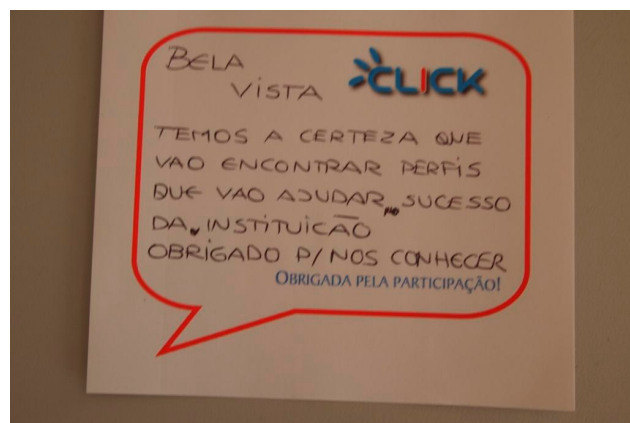 BELA
VISTA
CLICK
TEMOS A CERTEZA QUE
VAO ENCONTRAR PERFIS
QUE VAO AJUDAR NO SUCESSO
DA INSTITUIÇÃO
OBRIGADO P/ NOS CONHECER
OBRIGADA PELA PARTICIPAÇÃO!